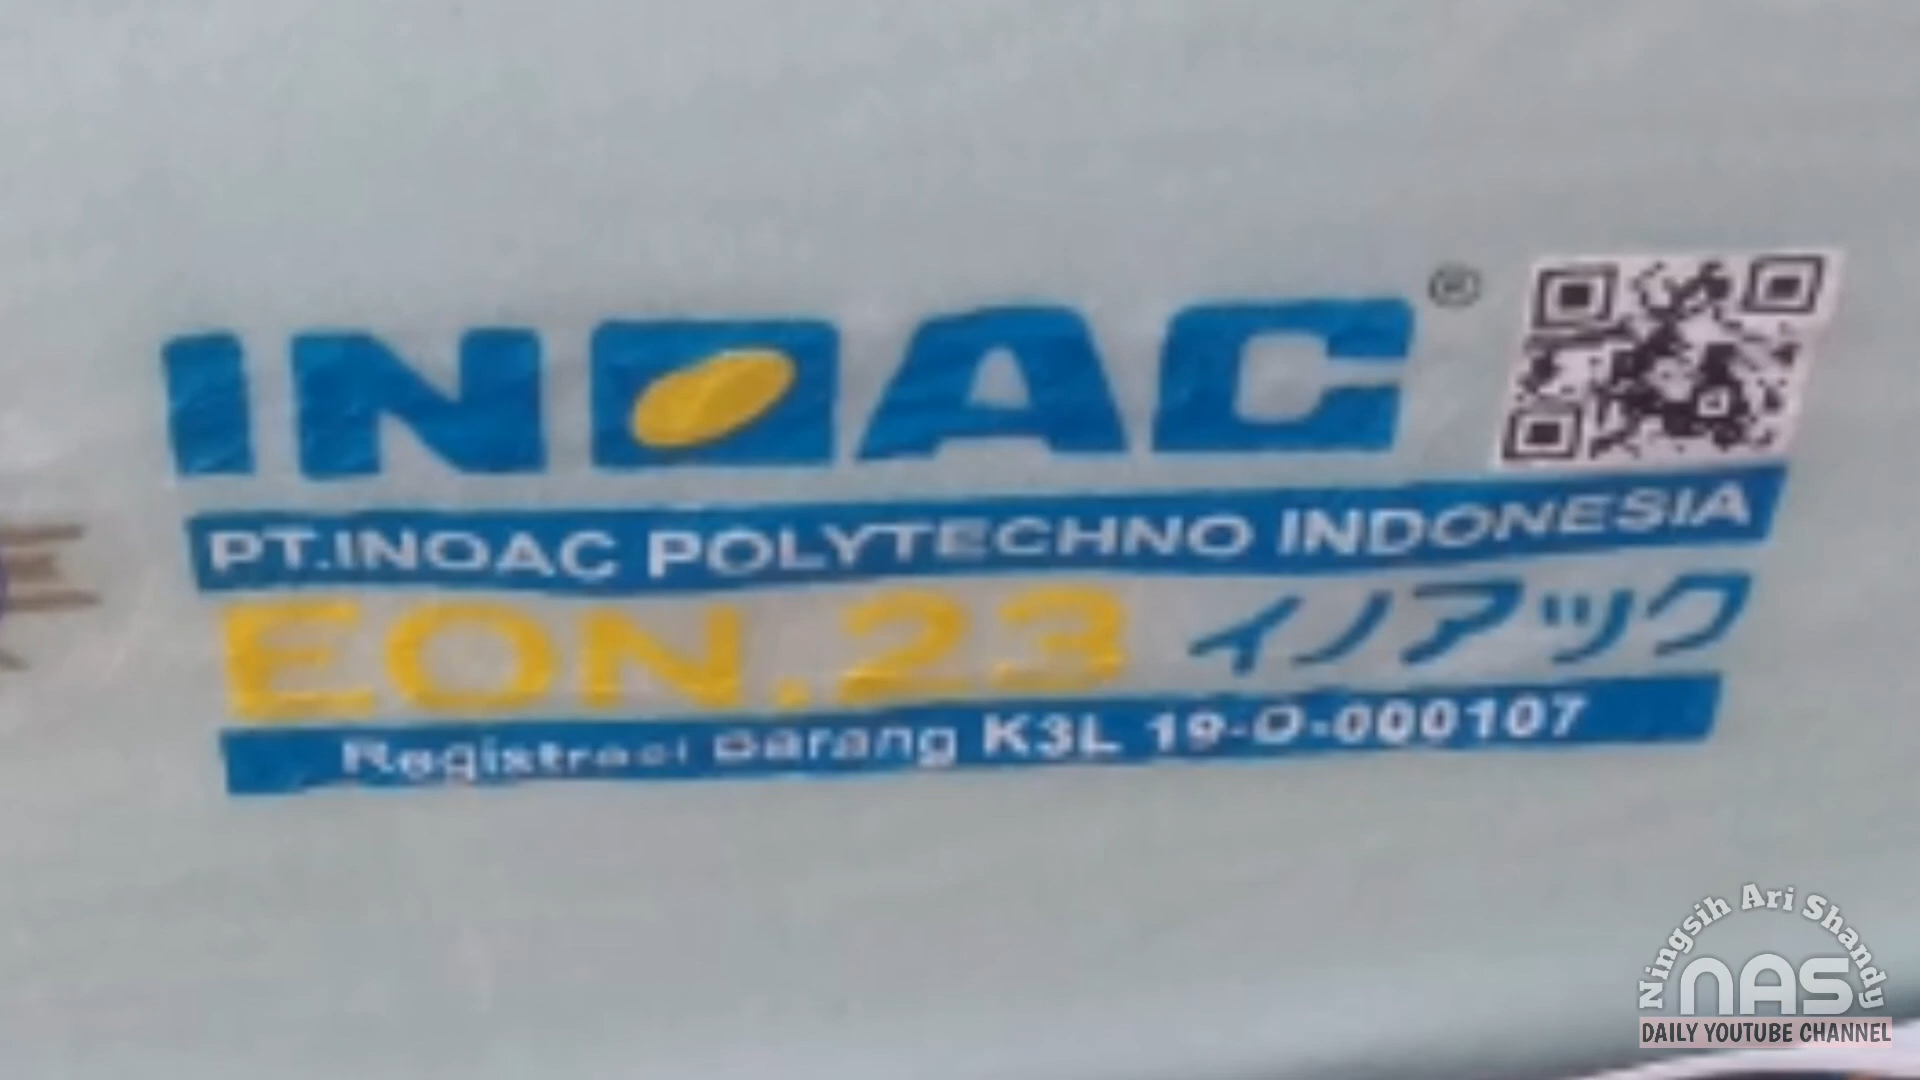 INOAC®
PT.INOAC POLYTECHNO INDONESIA
EON.23 イノアック
Registrasi Barang K3L 19-D-000107
Ningsih Ari Shandy
NAS
DAILY YOUTUBE CHANNEL